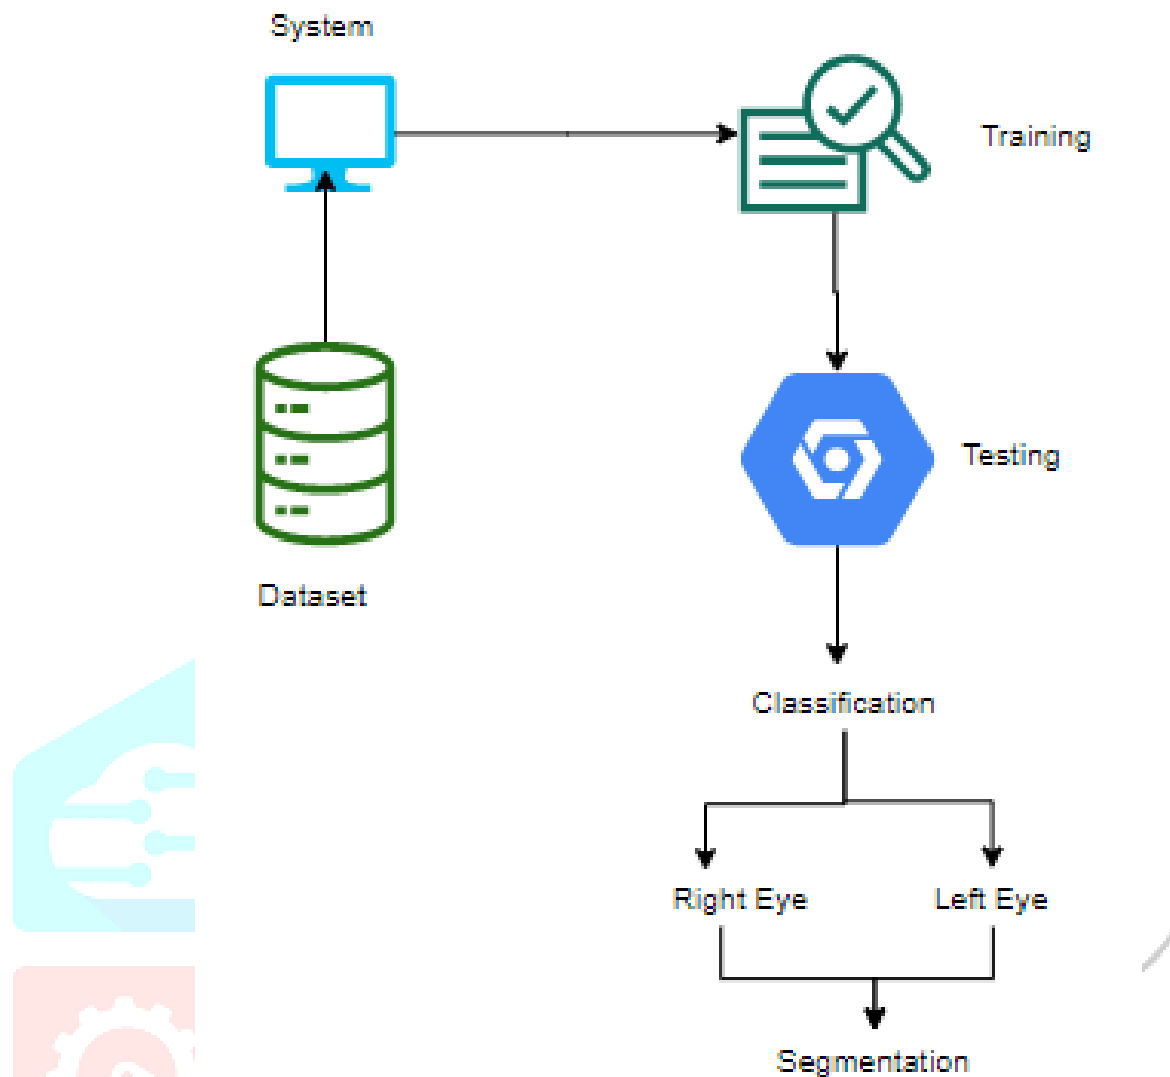 System
Training
Testing
Dataset
Classification
Right Eye
Left Eye
Segmentation